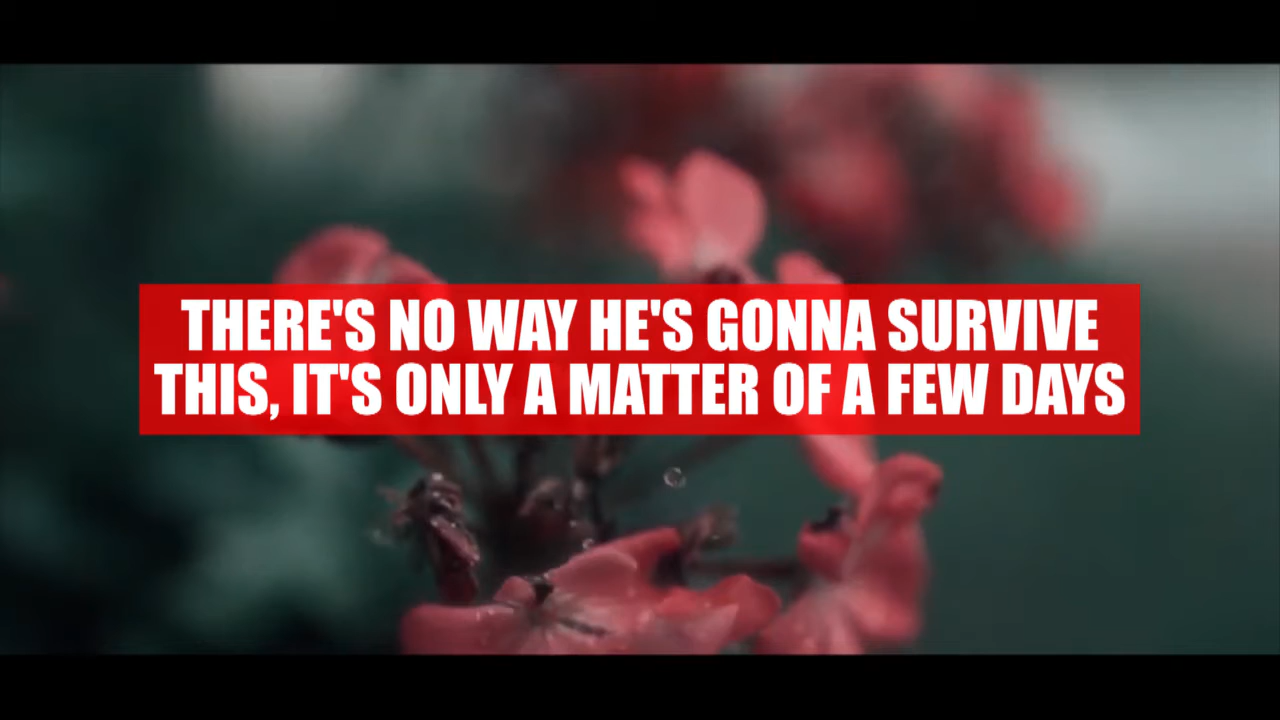 THERE'S NO WAY HE'S GONNA SURVIVE
THIS, IT'S ONLY A MATTER OF A FEW DAYS